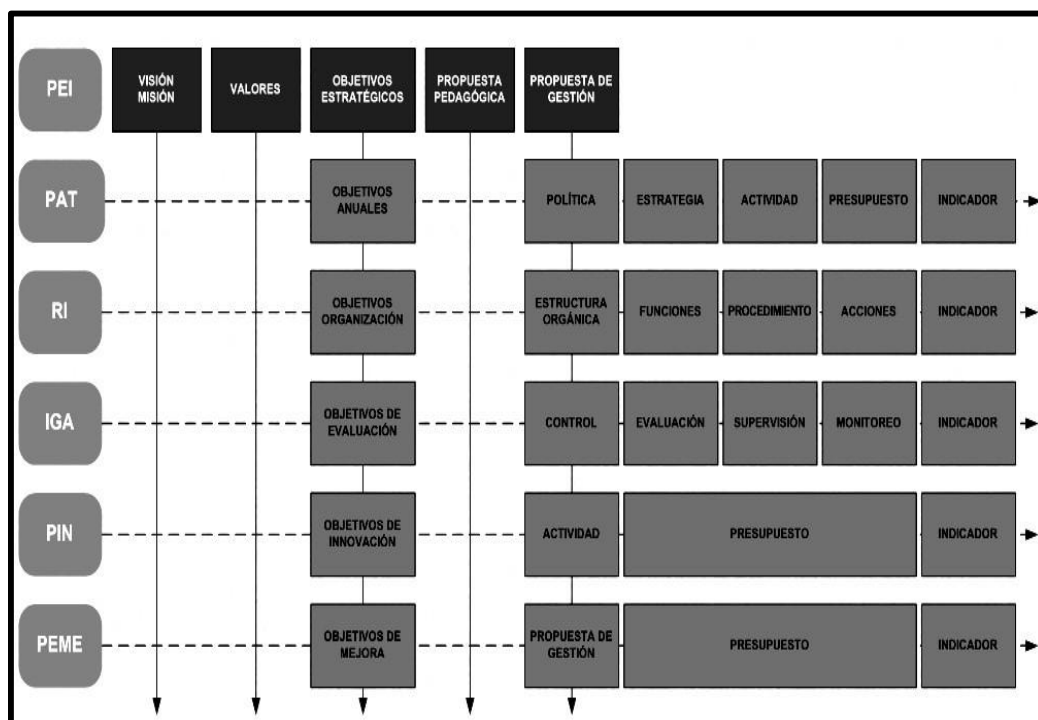 PEI
VISIÓN
MISIÓN
VALORES
OBJETIVOS
ESTRATÉGICOS
PROPUESTA
PEDAGÓGICA
PROPUESTA DE
GESTIÓN
PAT
OBJETIVOS
ANUALES
POLÍTICA
ESTRATEGIA
ACTIVIDAD
PRESUPUESTO
INDICADOR
RI
OBJETIVOS
ORGANIZACIÓN
ESTRUCTURA
ORGÁNICA
FUNCIONES
PROCEDIMIENTO
ACCIONES
INDICADOR
IGA
OBJETIVOS DE
EVALUACIÓN
CONTROL
EVALUACIÓN
SUPERVISIÓN
MONITOREO
INDICADOR
PIN
OBJETIVOS DE
INNOVACIÓN
ACTIVIDAD
PRESUPUESTO
INDICADOR
PEME
OBJETIVOS DE
MEJORA
PROPUESTA DE
GESTIÓN
PRESUPUESTO
INDICADOR